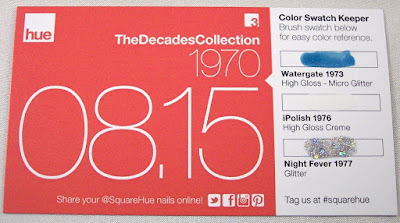 hue
3
TheDecadesCollection
1970
08.15
Share your @SquareHue nails online!
Color Swatch Keeper
Brush swatch below
for easy color reference.
Watergate 1973
High Gloss - Micro Glitter
iPolish 1976
High Gloss Creme
Night Fever 1977
Glitter
Tag us at #squarehue